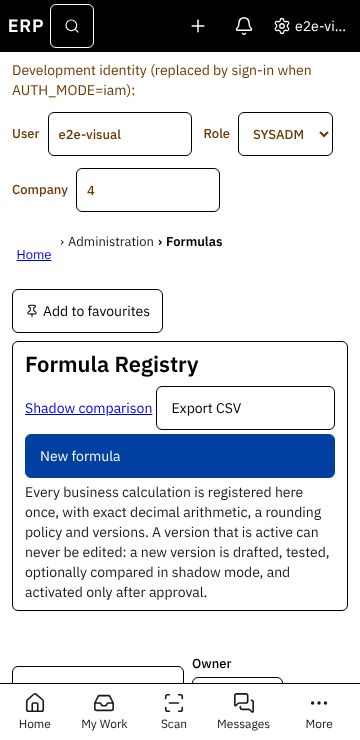 ERP
e2e-vi...
Development identity (replaced by sign-in when
AUTH_MODE=iam):
User e2e-visual Role SYSADM
Company 4
Home › Administration › Formulas
Add to favourites
Formula Registry
Shadow comparison Export CSV
New formula
Every business calculation is registered here
once, with exact decimal arithmetic, a rounding
policy and versions. A version that is active can
never be edited: a new version is drafted, tested,
optionally compared in shadow mode, and
activated only after approval.
Owner
Home My Work Scan Messages More